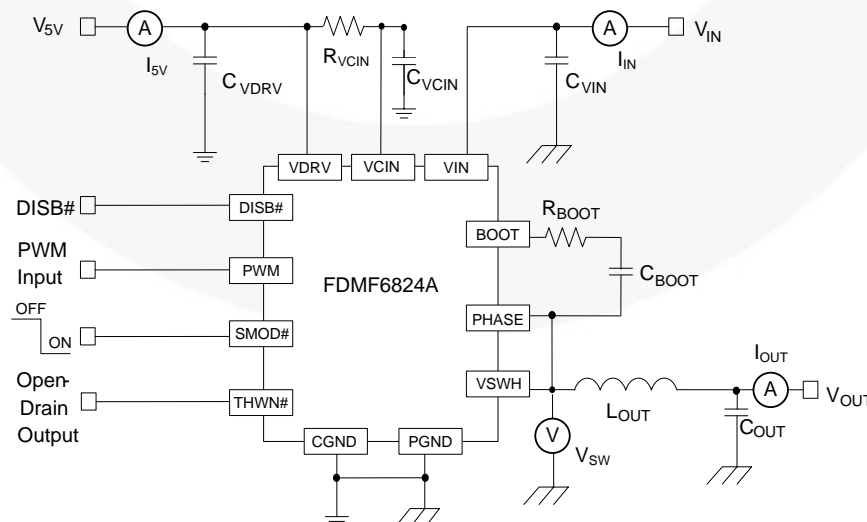 V5V
A
I5V
CVDRV
RVCIN
CVCIN
CVIN
A
IIN
VIN
VDRV
VCIN
VIN
DISB#
DISB#
PWM
Input
PWM
OFF
ON
SMOD#
Open-
Drain
Output
THWN#
FDMF6824A
BOOT
RBOOT
CBOOT
PHASE
VSWH
LOUT
IOUT
A
VOUT
COUT
V
VSW
CGND
PGND